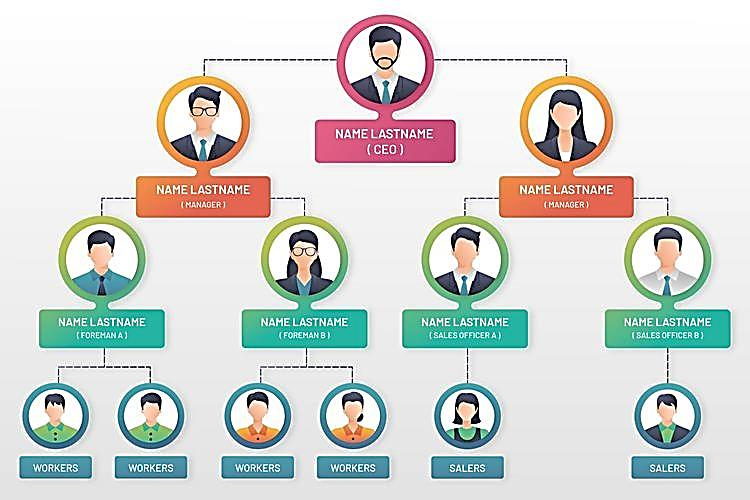 NAME LASTNAME
( CEO )
NAME LASTNAME
( MANAGER )
NAME LASTNAME
( MANAGER )
NAME LASTNAME
( FOREMAN A )
NAME LASTNAME
( FOREMAN B )
NAME LASTNAME
( SALES OFFICER A )
NAME LASTNAME
( SALES OFFICER B )
WORKERS
WORKERS
WORKERS
WORKERS
SALERS
SALERS